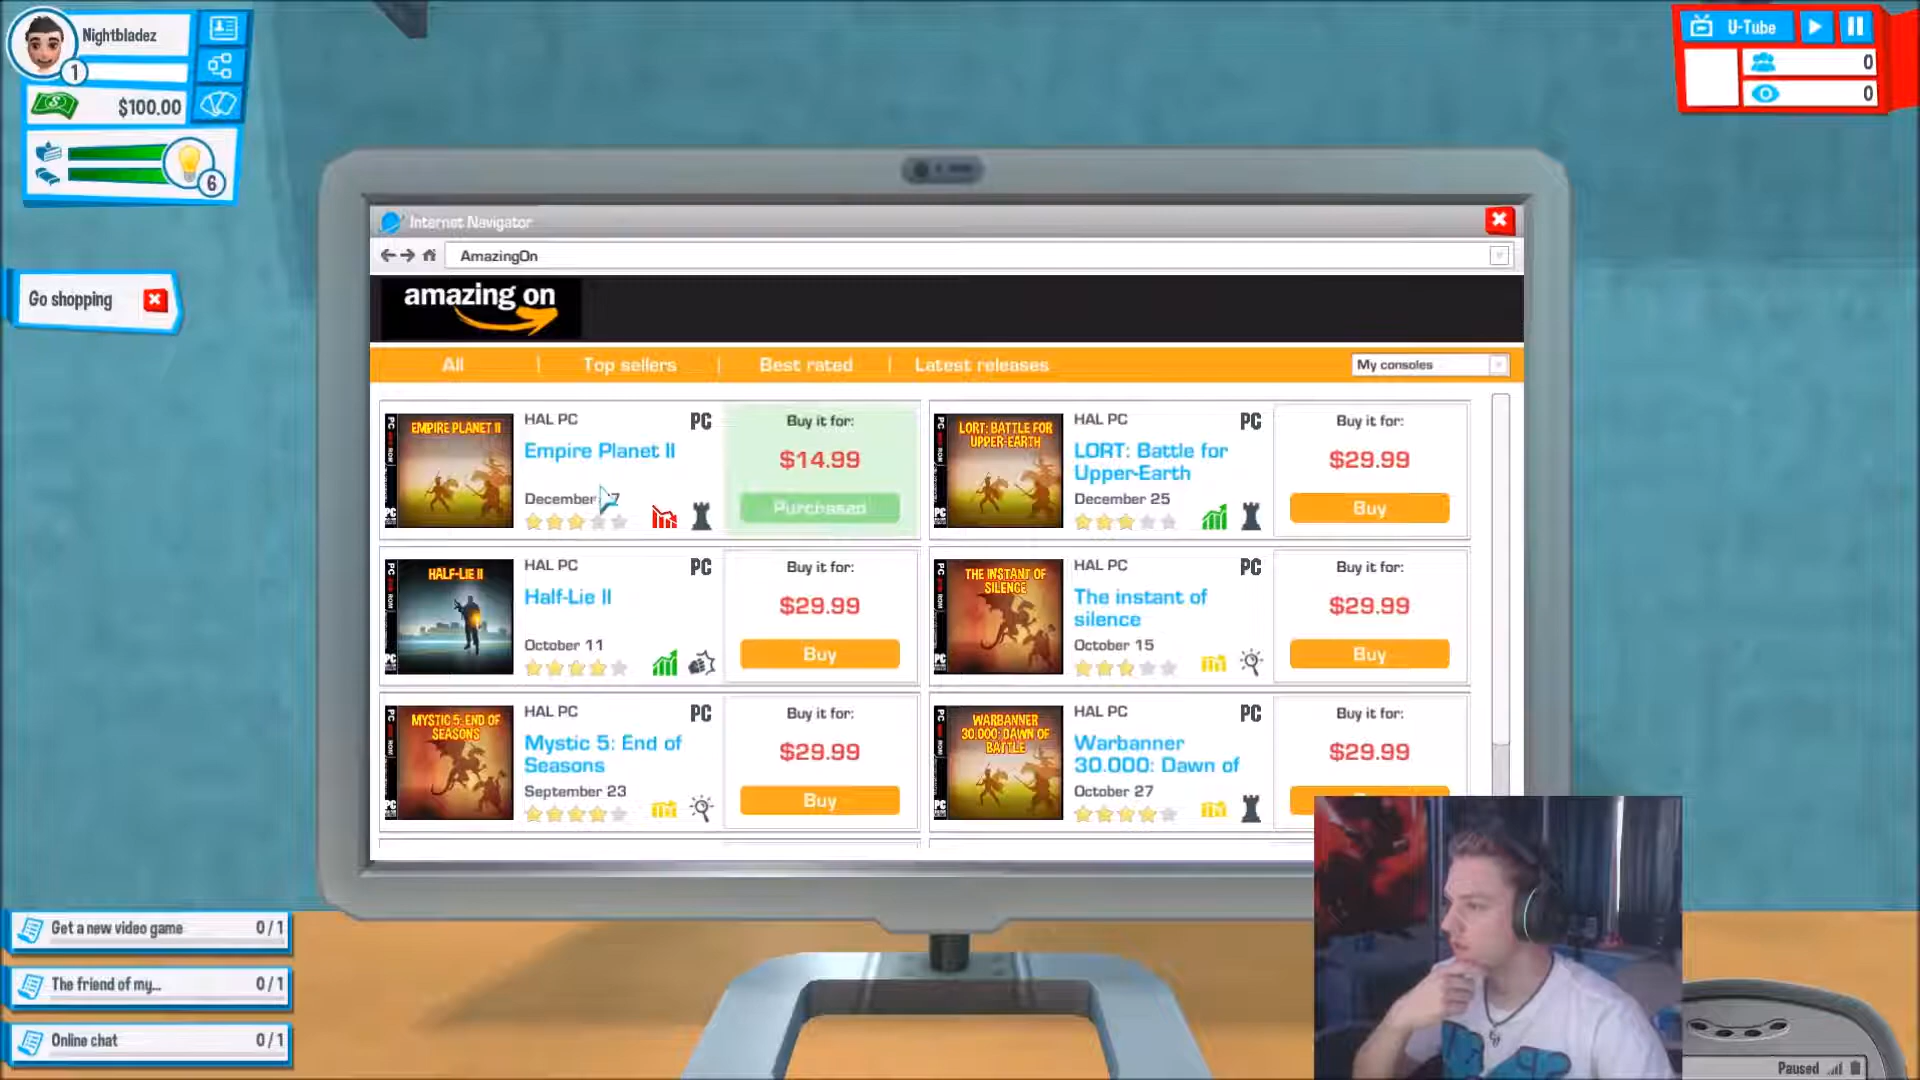 Nightbladez
1
$100.00
6
U-Tube
0
0
Go shopping
Internet Navigator
AmazingOn
amazing on
All | Top sellers | Best rated | Latest releases
My consoles
EMPIRE PLANET II
HAL PC
PC
Empire Planet II
December 7
Buy it for:
$14.99
Purchased
LORT: BATTLE FOR
UPPER-EARTH
HAL PC
PC
LORT: Battle for
Upper-Earth
December 25
Buy it for:
$29.99
Buy
HALF-LIE II
HAL PC
PC
Half-Lie II
October 11
Buy it for:
$29.99
Buy
THE INSTANT OF
SILENCE
HAL PC
PC
The instant of
silence
October 15
Buy it for:
$29.99
Buy
MYSTIC 5: END OF
SEASONS
HAL PC
PC
Mystic 5: End of
Seasons
September 23
Buy it for:
$29.99
Buy
WARBANNER
30.000: DAWN OF
BATTLE
HAL PC
PC
Warbanner
30.000: Dawn of
October 27
Buy it for:
$29.99
Get a new video game 0/1
The friend of my... 0/1
Online chat 0/1
Paused